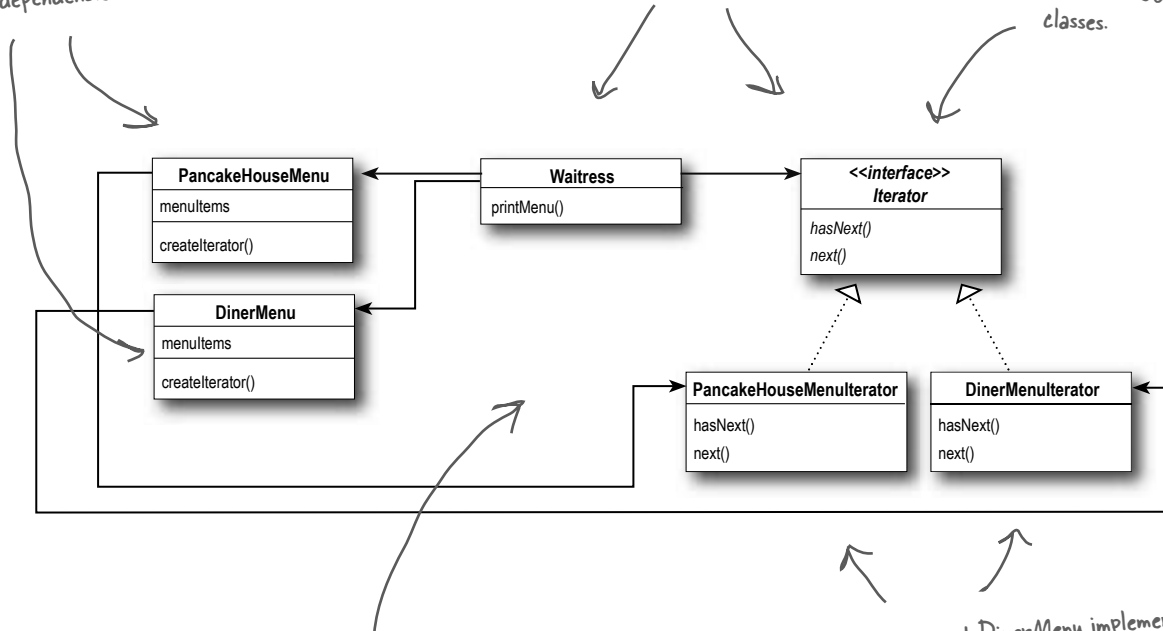 classes.
PancakeHouseMenu
menuItems
createIterator()
Waitress
printMenu()
<<interface>>
Iterator
hasNext()
next()
DinerMenu
menuItems
createIterator()
PancakeHouseMenuIterator
hasNext()
next()
DinerMenuIterator
hasNext()
next()
DinerMenu